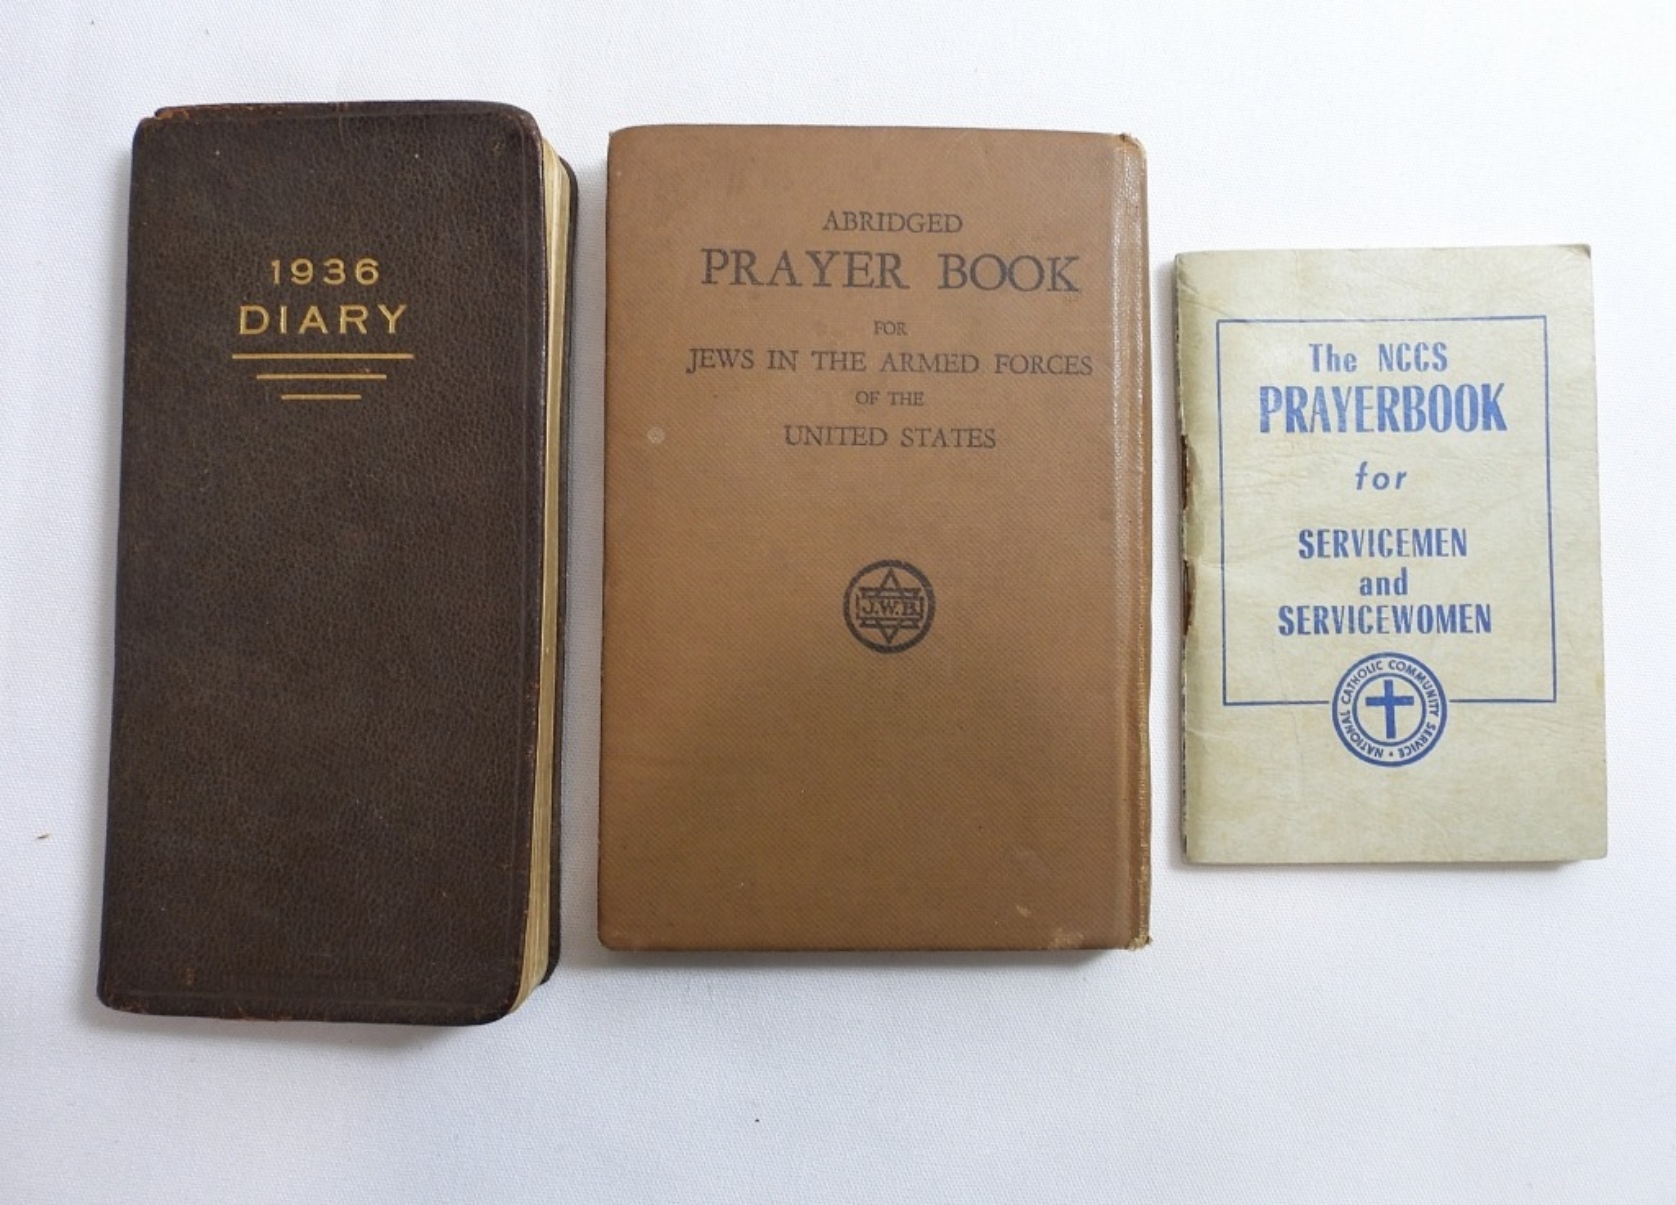 1936
DIARY
ABRIDGED
PRAYER BOOK
FOR
JEWS IN THE ARMED FORCES
OF THE
UNITED STATES
J.W.B.
The NCCS
PRAYERBOOK
for
SERVICEMEN
and
SERVICEWOMEN
NATIONAL CATHOLIC COMMUNITY SERVICE •